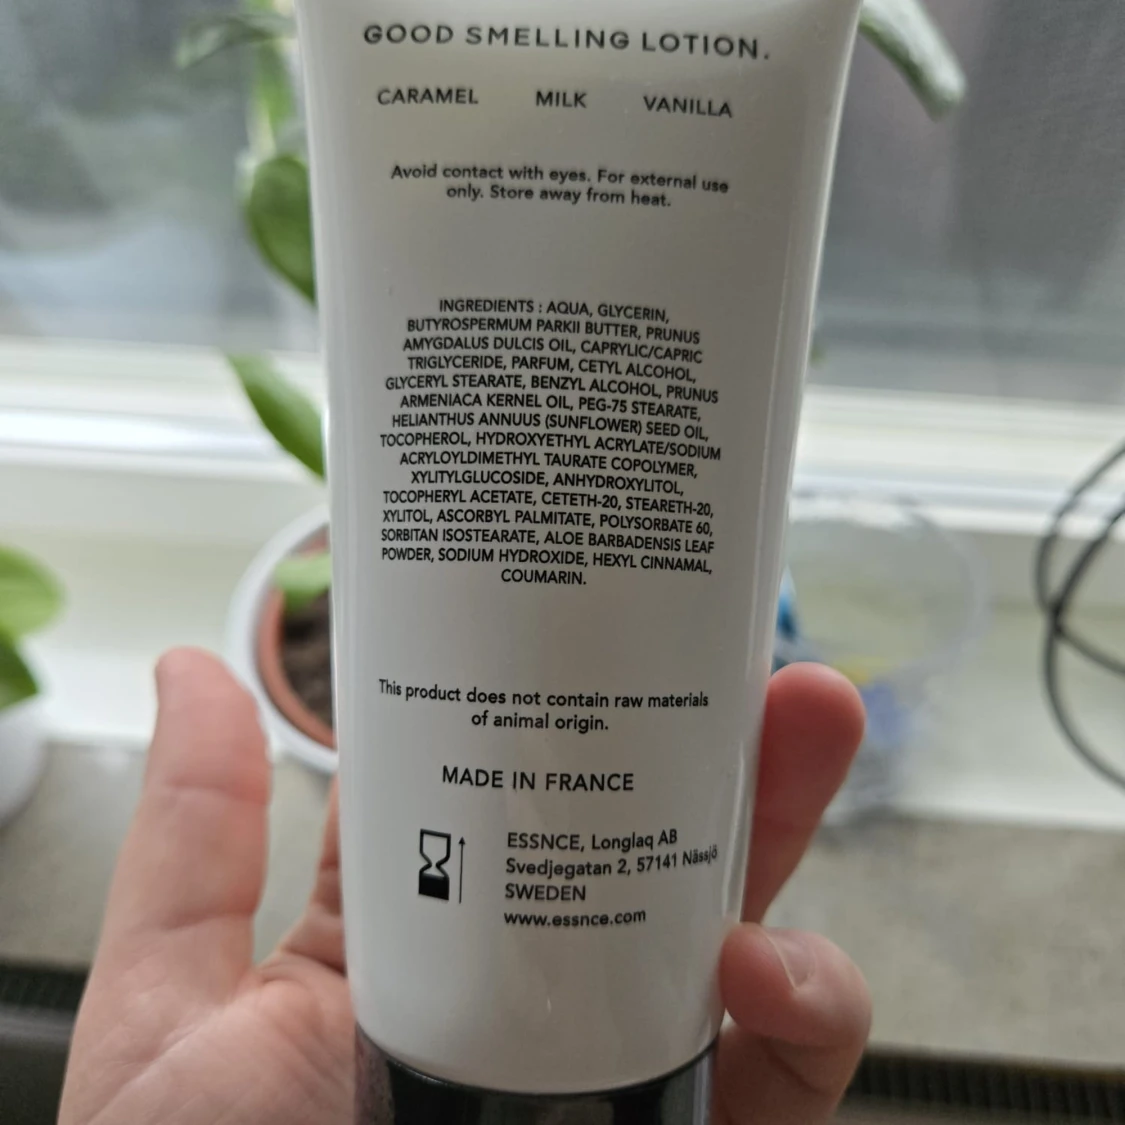 GOOD SMELLING LOTION.
CARAMEL MILK VANILLA
Avoid contact with eyes. For external use
only. Store away from heat.
INGREDIENTS : AQUA, GLYCERIN,
BUTYROSPERMUM PARKII BUTTER, PRUNUS
AMYGDALUS DULCIS OIL, CAPRYLIC/CAPRIC
TRIGLYCERIDE, PARFUM, CETYL ALCOHOL,
GLYCERYL STEARATE, BENZYL ALCOHOL, PRUNUS
ARMENIACA KERNEL OIL, PEG-75 STEARATE,
HELIANTHUS ANNUUS (SUNFLOWER) SEED OIL,
TOCOPHEROL, HYDROXYETHYL ACRYLATE/SODIUM
ACRYLOYLDIMETHYL TAURATE COPOLYMER,
XYLITYLGLUCOSIDE, ANHYDROXYLITOL,
TOCOPHERYL ACETATE, CETETH-20, STEARETH-20,
XYLITOL, ASCORBYL PALMITATE, POLYSORBATE 60,
SORBITAN ISOSTEARATE, ALOE BARBADENSIS LEAF
POWDER, SODIUM HYDROXIDE, HEXYL CINNAMAL,
COUMARIN.
This product does not contain raw materials
of animal origin.
MADE IN FRANCE
ESSNCE, Longlaq AB
Svedjegatan 2, 57141 Nässjö
SWEDEN
www.essnce.com